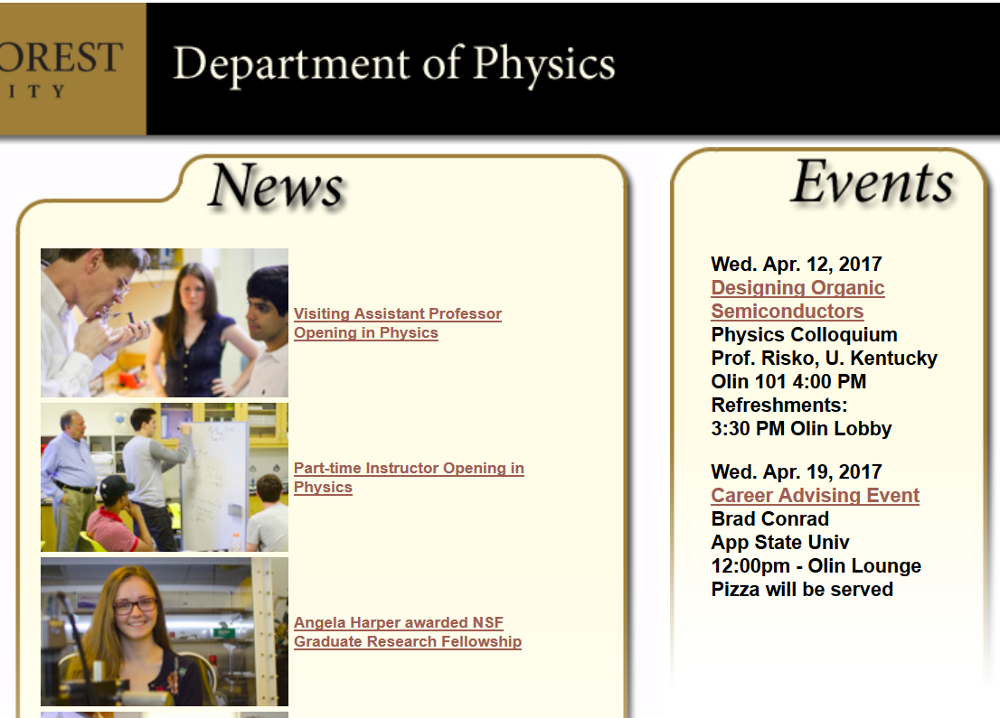 OREST
ITY
Department of Physics
News
Visiting Assistant Professor
Opening in Physics
Part-time Instructor Opening in
Physics
Angela Harper awarded NSF
Graduate Research Fellowship
Events
Wed. Apr. 12, 2017
Designing Organic
Semiconductors
Physics Colloquium
Prof. Risko, U. Kentucky
Olin 101 4:00 PM
Refreshments:
3:30 PM Olin Lobby
Wed. Apr. 19, 2017
Career Advising Event
Brad Conrad
App State Univ
12:00pm - Olin Lounge
Pizza will be served